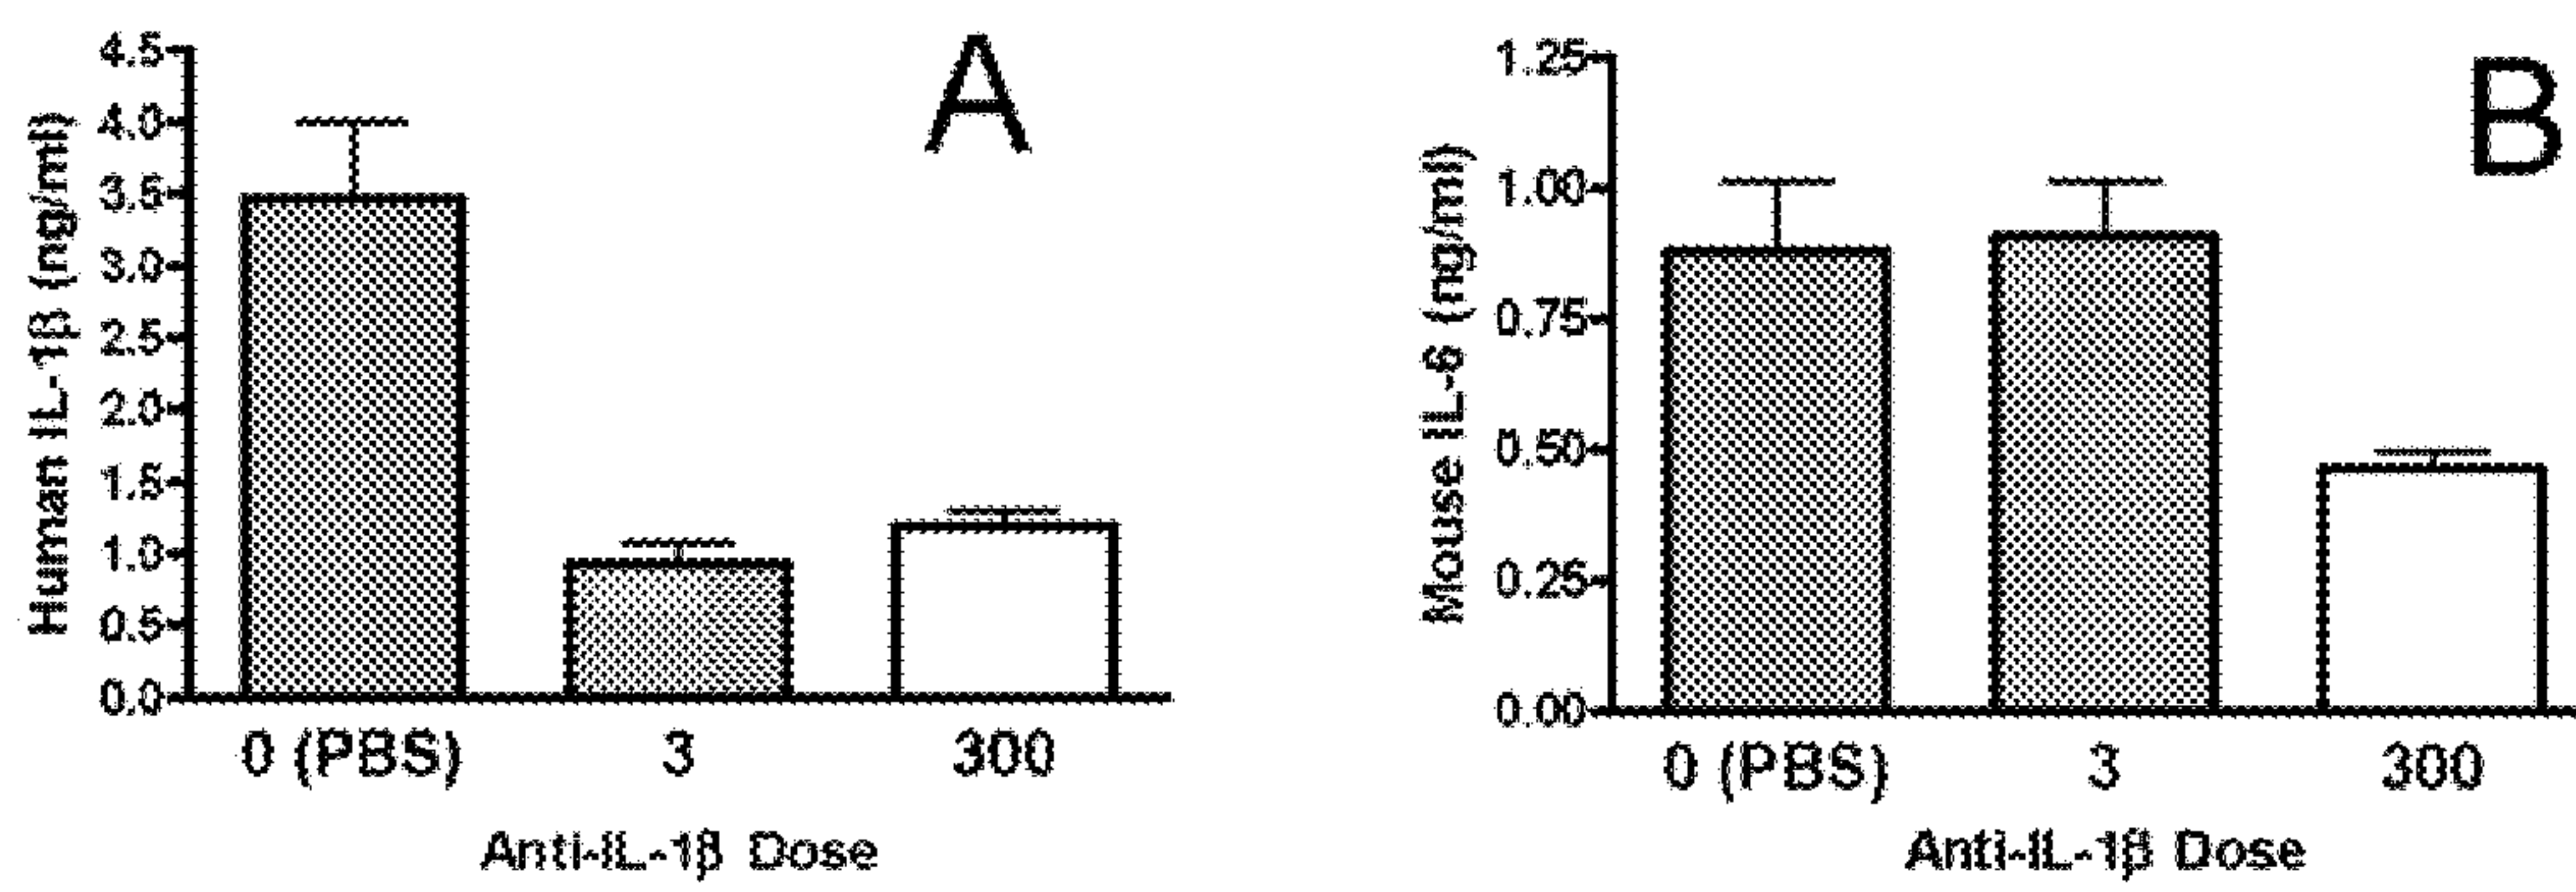 A
Human IL-1β (ng/ml)
4.5
4.0
3.5
3.0
2.5
2.0
1.5
1.0
0.5
0.0
0 (PBS) 3 300
Anti-IL-1β Dose
B
Mouse IL-6 (ng/ml)
1.25
1.00
0.75
0.50
0.25
0.00
0 (PBS) 3 300
Anti-IL-1β Dose